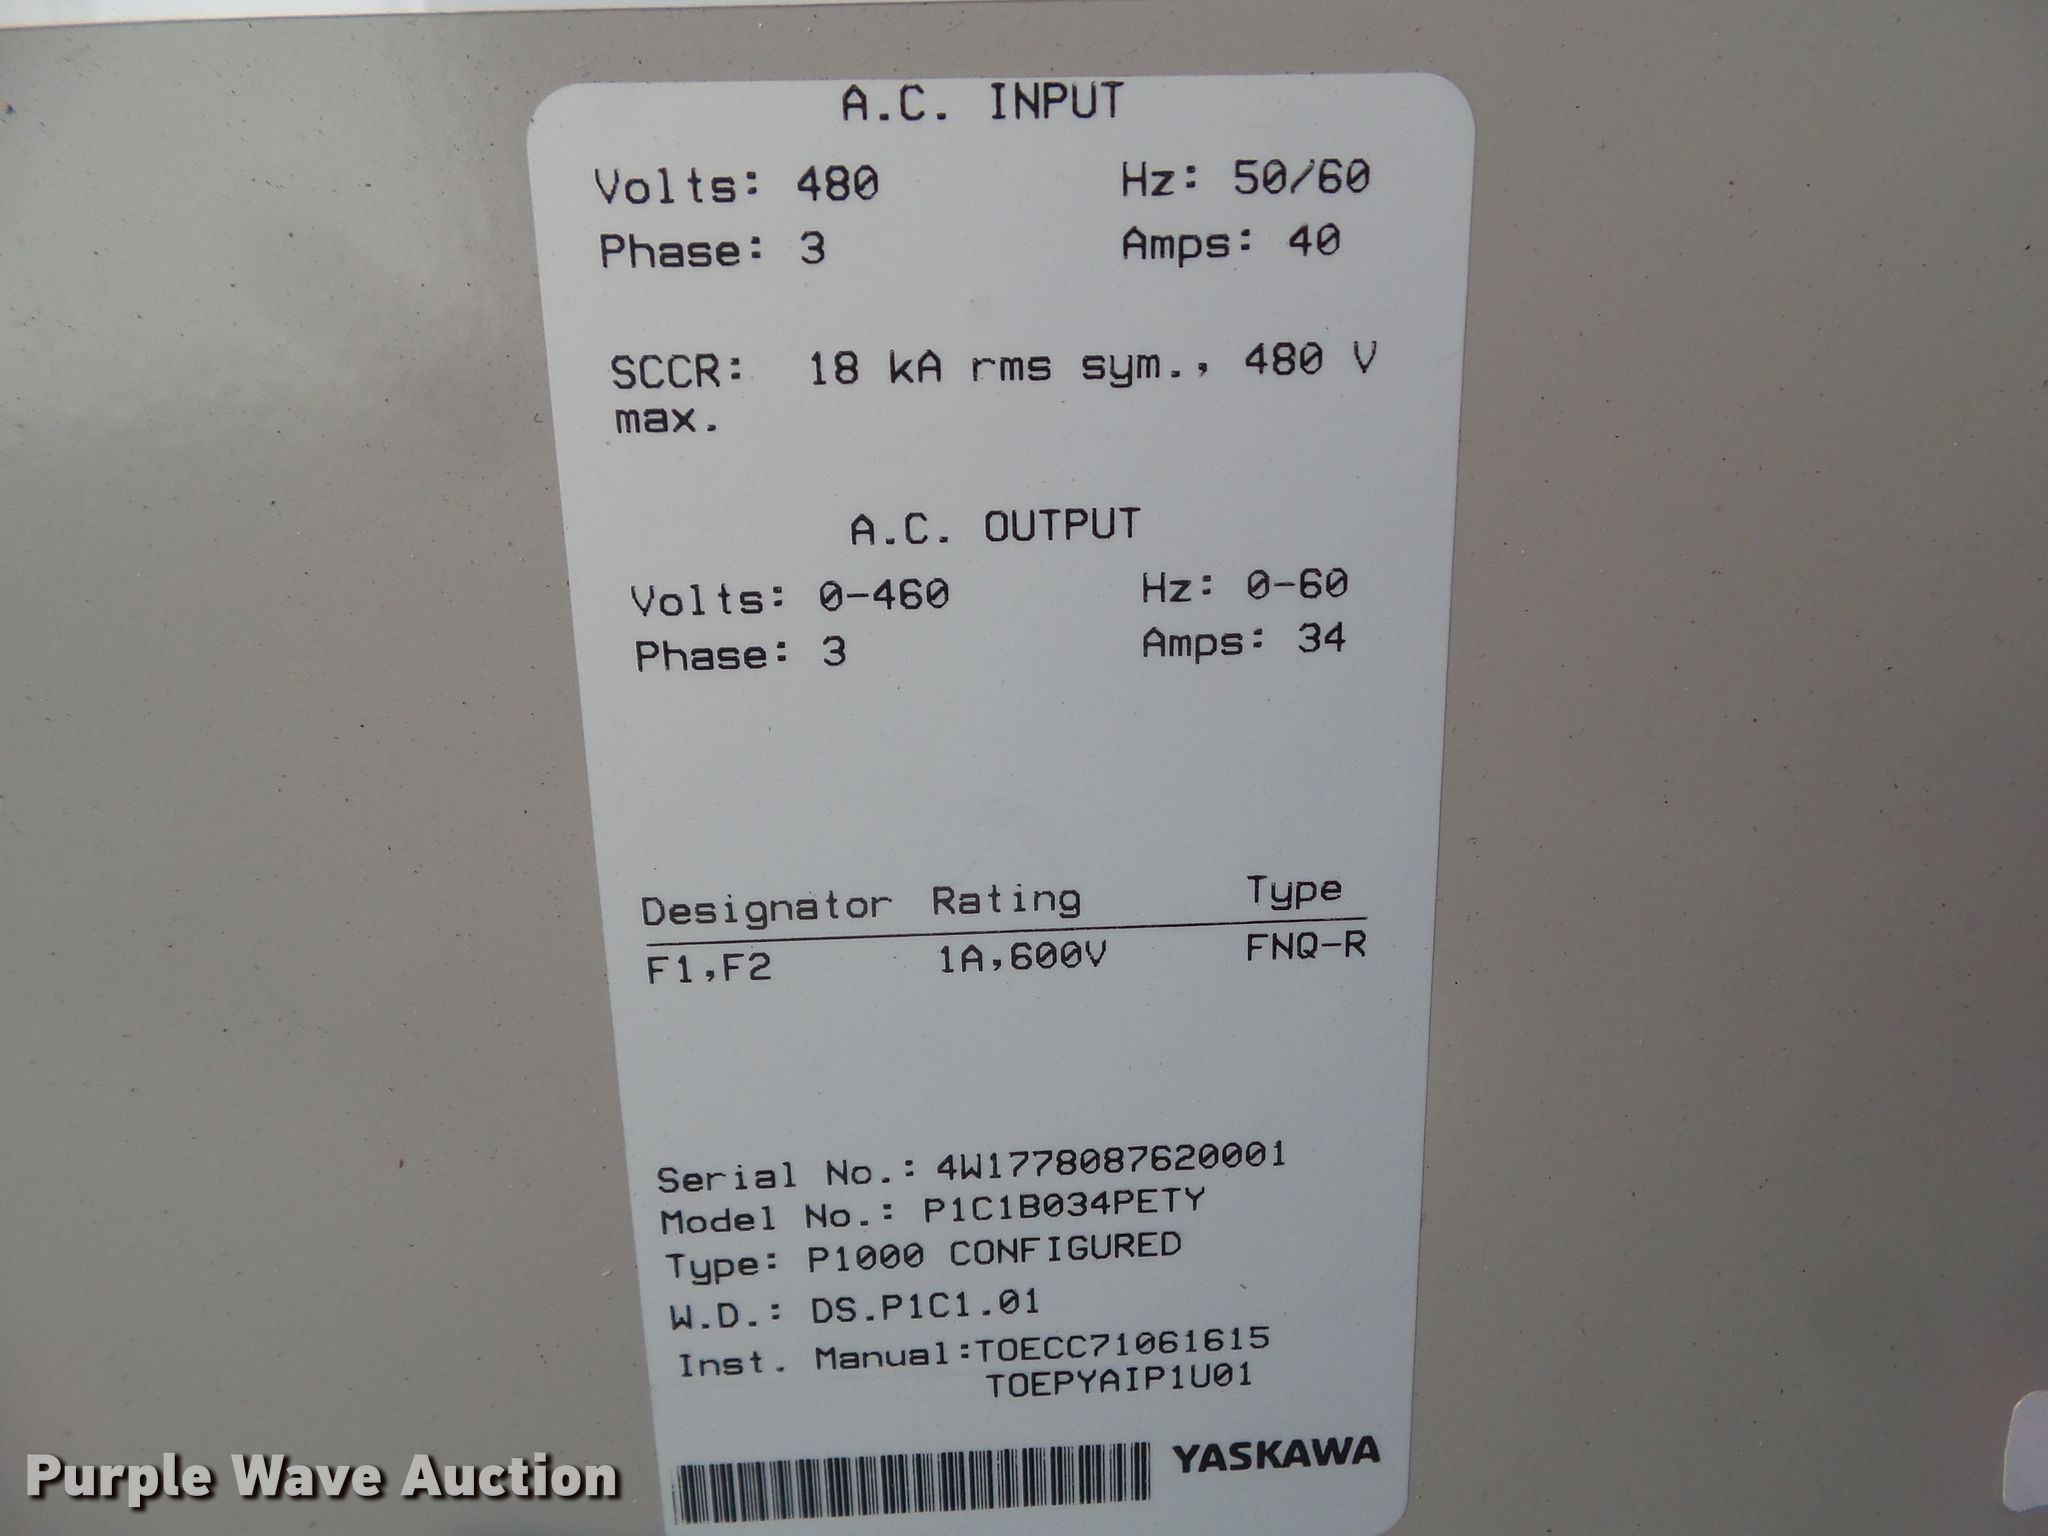 A.C. INPUT
Volts: 480 Hz: 50/60
Phase: 3 Amps: 40
SCCR: 18 kA rms sym., 480 V
max.
A.C. OUTPUT
Volts: 0-460 Hz: 0-60
Phase: 3 Amps: 34
Designator Rating Type
F1,F2 1A,600V FNQ-R
Serial No.: 4W1778087620001
Model No.: P1C1B034PETY
Type: P1000 CONFIGURED
W.D.: DS.P1C1.01
Inst. Manual:TOECC71061615
TOEPYAIP1U01
YASKAWA
Purple Wave Auction